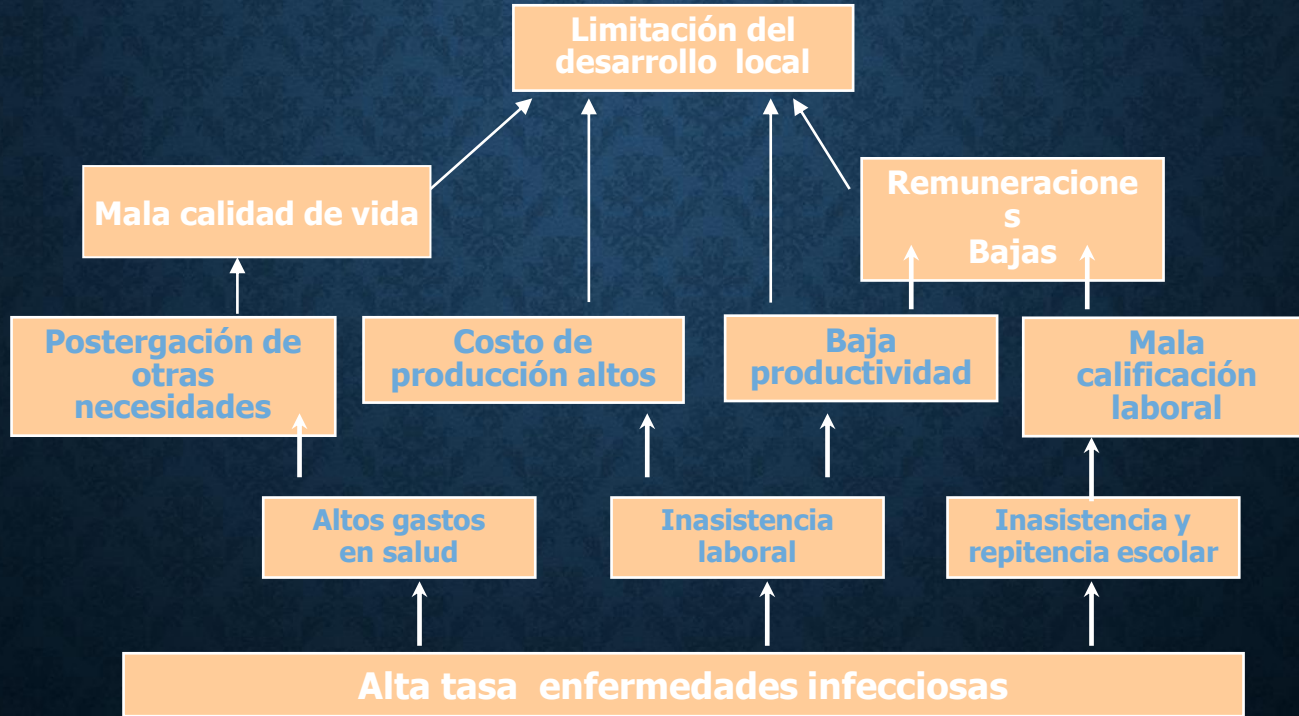 Limitación del
desarrollo local
Mala calidad de vida
Remuneracione
s
Bajas
Postergación de
otras
necesidades
Costo de
producción altos
Baja
productividad
Mala
calificación
laboral
Altos gastos
en salud
Inasistencia
laboral
Inasistencia y
repitencia escolar
Alta tasa enfermedades infecciosas